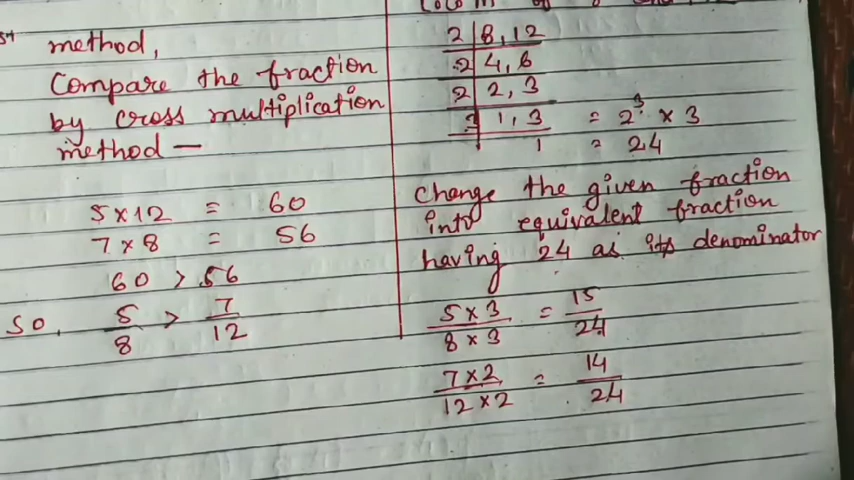 st method,
Compare the fraction
by cross multiplication
method —
5 x 12 = 60
7 x 8 = 56
60 > 56
so, 5/8 > 7/12
2 | 8, 12
2 | 4, 6
2 | 2, 3
3 | 1, 3 = 2³ x 3
1 = 24
change the given fraction
into equivalent fraction
having 24 as its denominator
5 x 3 / 8 x 3 = 15/24
7 x 2 / 12 x 2 = 14/24